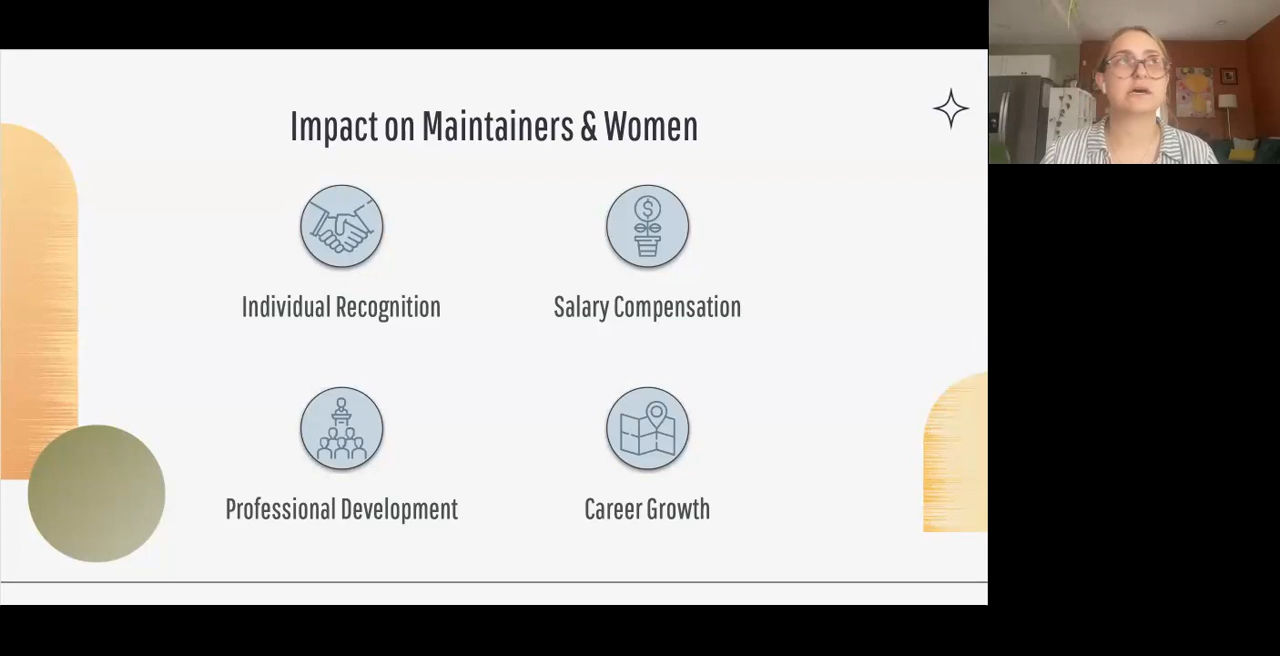 Impact on Maintainers & Women
Individual Recognition
Salary Compensation
Professional Development
Career Growth